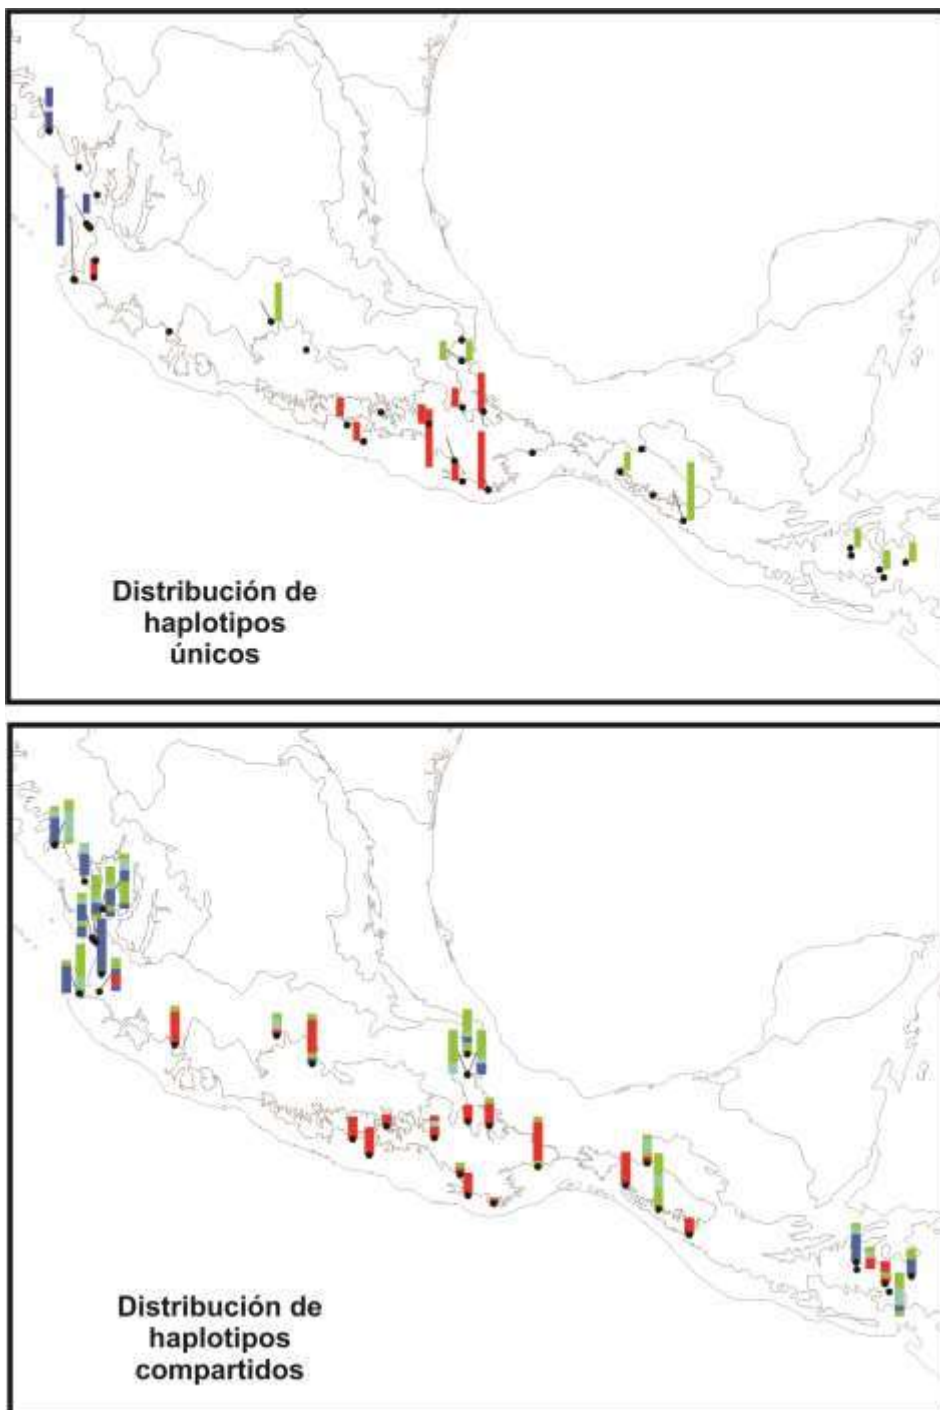 Distribución de
haplotipos
únicos
Distribución de
haplotipos
compartidos